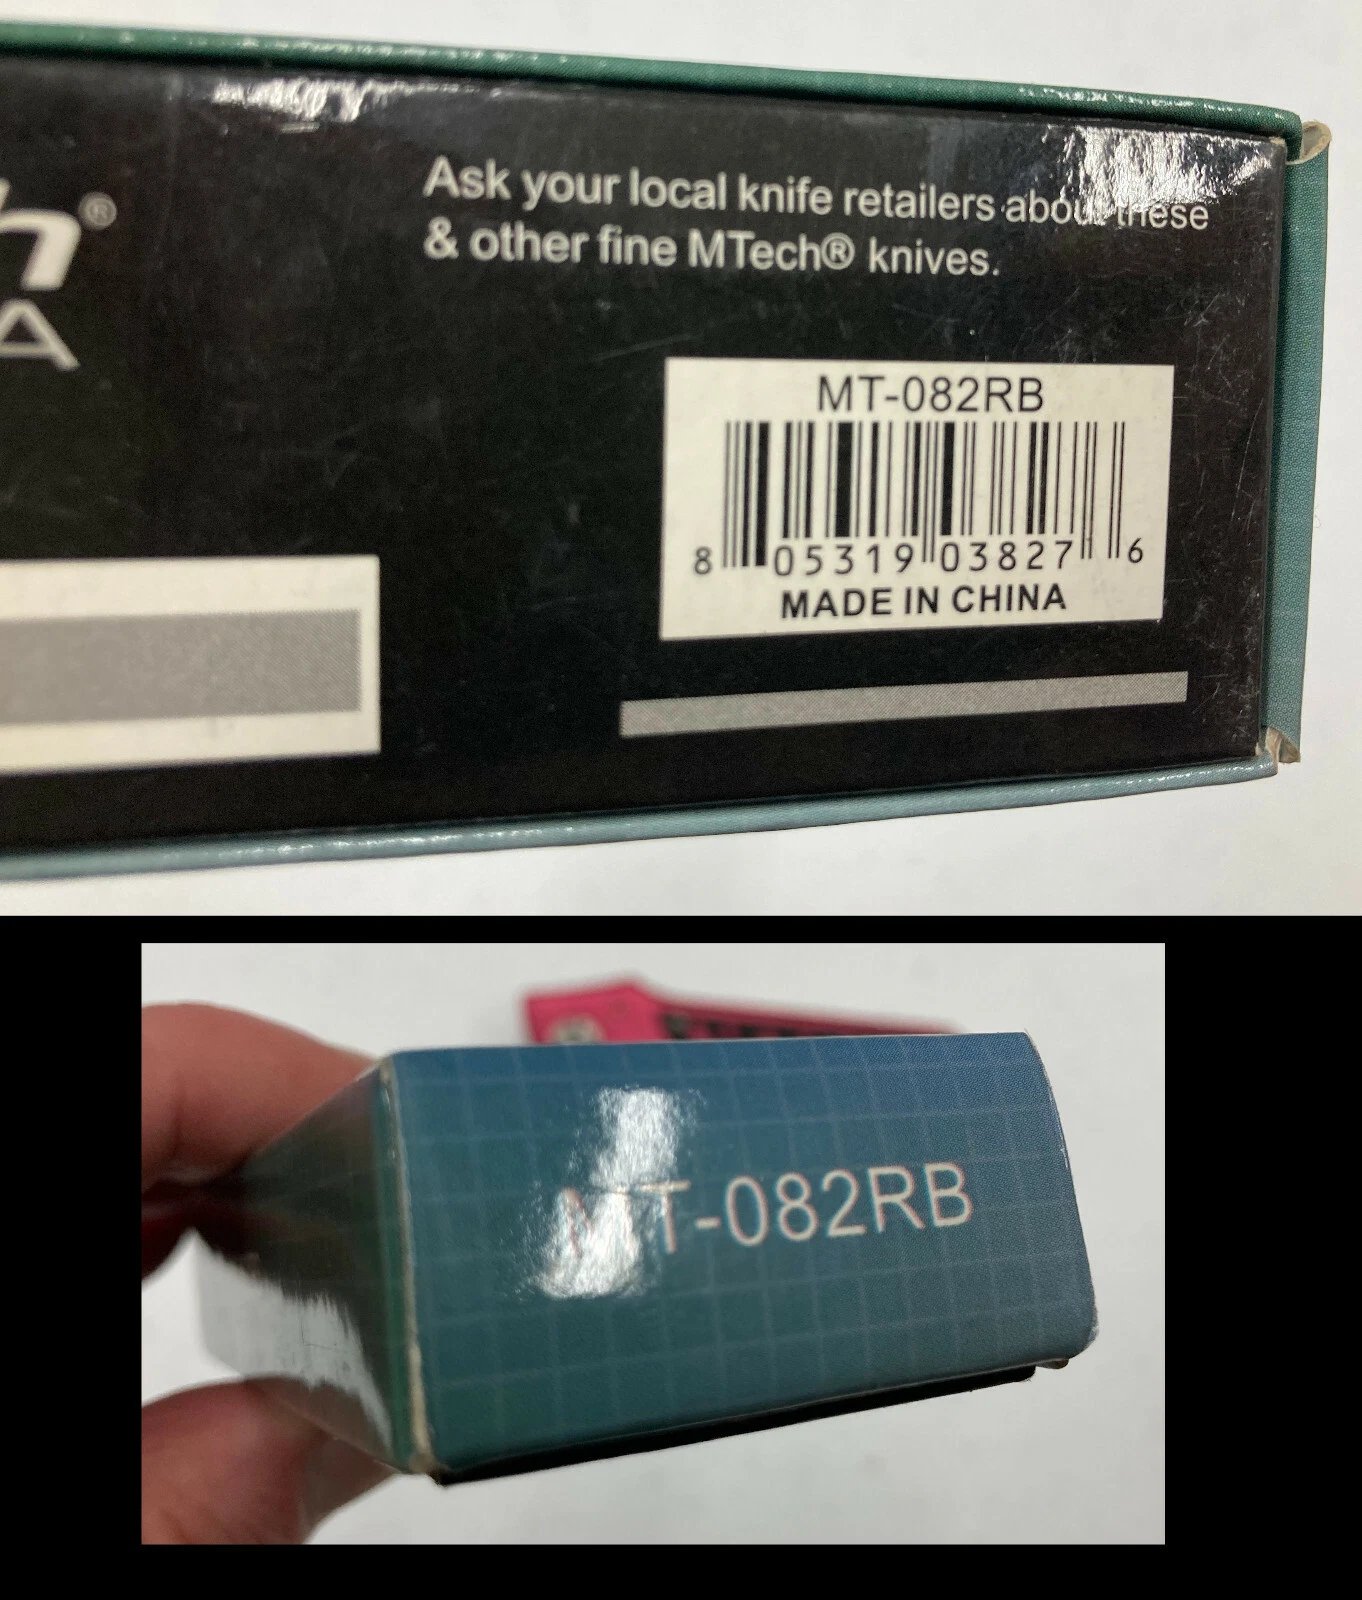 h®
A
Ask your local knife retailers about these
& other fine MTech® knives.
MT-082RB
8 05319 03827 6
MADE IN CHINA
MT-082RB